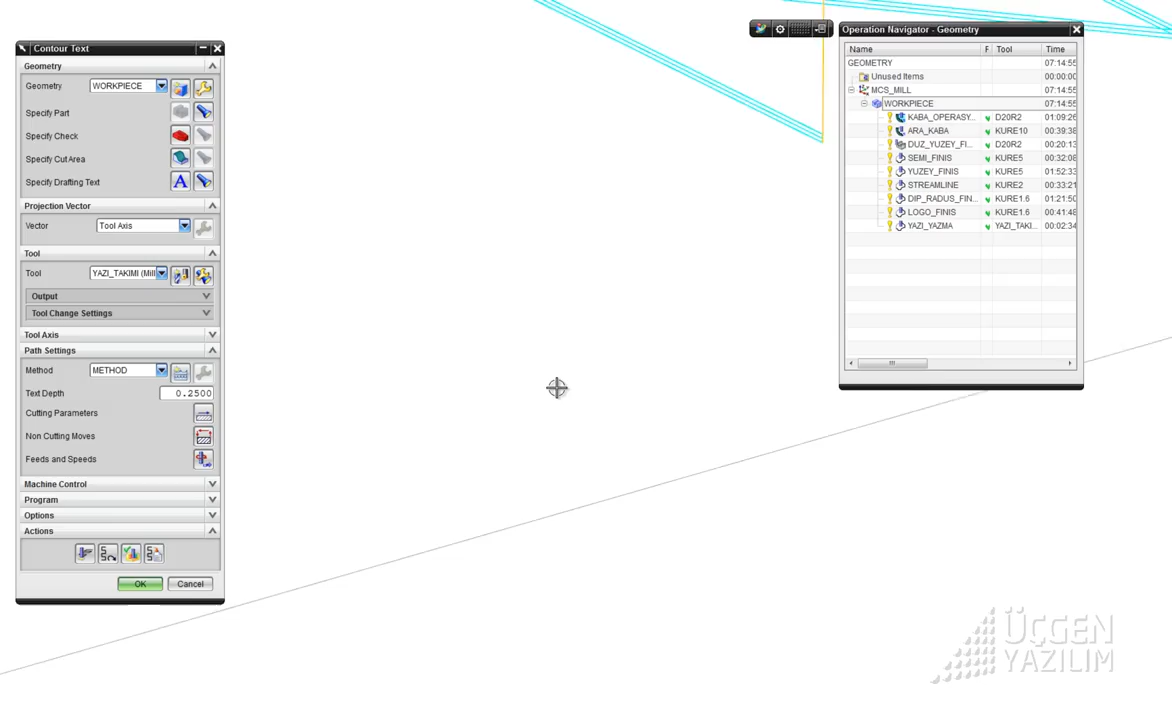 Contour Text
Geometry
Geometry WORKPIECE
Specify Part
Specify Check
Specify Cut Area
Specify Drafting Text A
Projection Vector
Vector Tool Axis
Tool
Tool YAZI_TAKIMI (Mill
Output
Tool Change Settings
Tool Axis
Path Settings
Method METHOD
Text Depth 0.2500
Cutting Parameters
Non Cutting Moves
Feeds and Speeds
Machine Control
Program
Options
Actions
OK Cancel
Operation Navigator - Geometry
Name F Tool Time
GEOMETRY 07:14:55
Unused Items 00:00:00
MCS_MILL 07:14:55
WORKPIECE 07:14:55
KABA_OPERASY... D20R2 01:09:26
ARA_KABA KURE10 00:39:38
DUZ_YUZEY_FI... D20R2 00:20:13
SEMI_FINIS KURE5 00:32:08
YUZEY_FINIS KURE5 01:52:33
STREAMLINE KURE2 00:33:21
DIP_RADUS_FIN... KURE1.6 01:21:50
LOGO_FINIS KURE1.6 00:41:48
YAZI_YAZMA YAZI_TAKI... 00:02:34
ÜÇGEN
YAZILIM